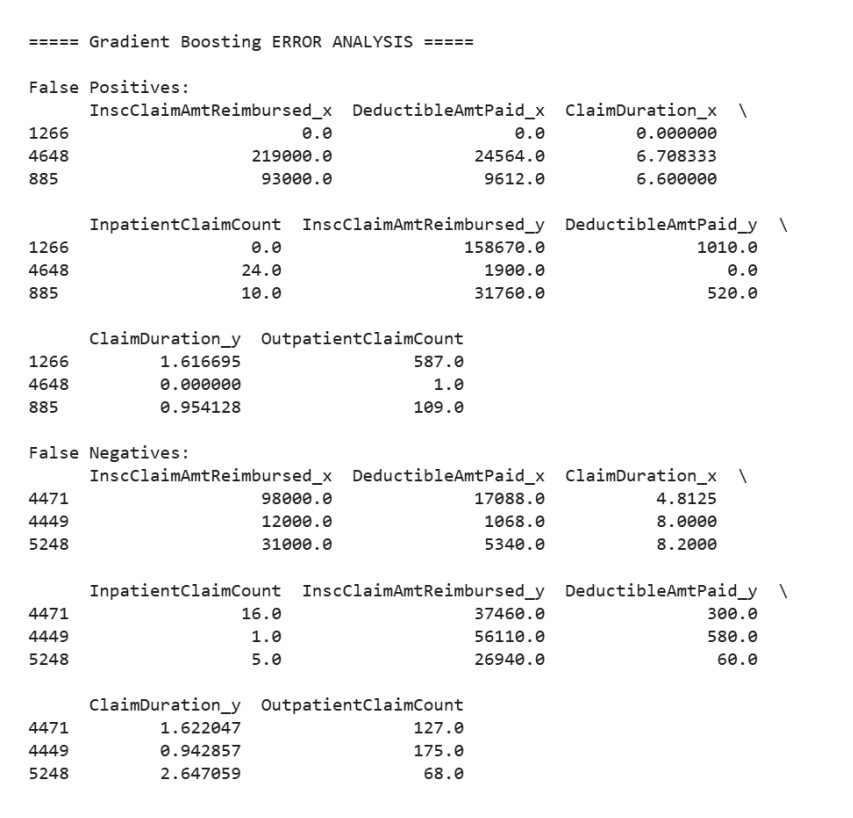 ===== Gradient Boosting ERROR ANALYSIS =====
False Positives:
InscClaimAmtReimbursed_x DeductibleAmtPaid_x ClaimDuration_x \
1266 0.0 0.0 0.000000
4648 219000.0 24564.0 6.708333
885 93000.0 9612.0 6.600000
InpatientClaimCount InscClaimAmtReimbursed_y DeductibleAmtPaid_y \
1266 0.0 158670.0 1010.0
4648 24.0 1900.0 0.0
885 10.0 31760.0 520.0
ClaimDuration_y OutpatientClaimCount
1266 1.616695 587.0
4648 0.000000 1.0
885 0.954128 109.0
False Negatives:
InscClaimAmtReimbursed_x DeductibleAmtPaid_x ClaimDuration_x \
4471 98000.0 17088.0 4.8125
4449 12000.0 1068.0 8.0000
5248 31000.0 5340.0 8.2000
InpatientClaimCount InscClaimAmtReimbursed_y DeductibleAmtPaid_y \
4471 16.0 37460.0 300.0
4449 1.0 56110.0 580.0
5248 5.0 26940.0 60.0
ClaimDuration_y OutpatientClaimCount
4471 1.622047 127.0
4449 0.942857 175.0
5248 2.647059 68.0